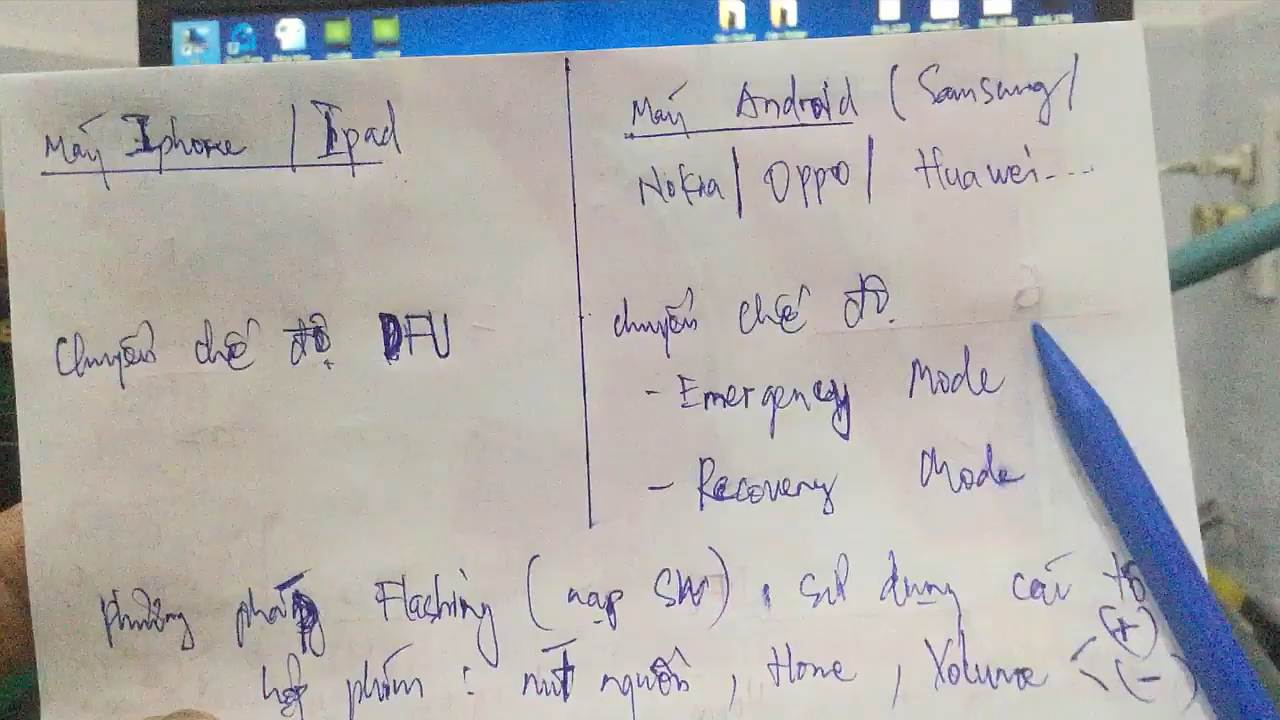 Máy Iphone / Ipad
Chuyển chế độ DFU
Máy Android (Samsung/
Nokia/ Oppo/ Huawei...
chuyển chế độ
- Emergency Mode
- Recovery Mode
Phương pháp Flashing (nạp SW) : sử dụng các tổ
hợp phím : nút nguồn, Home, Volume < (+)
(-)